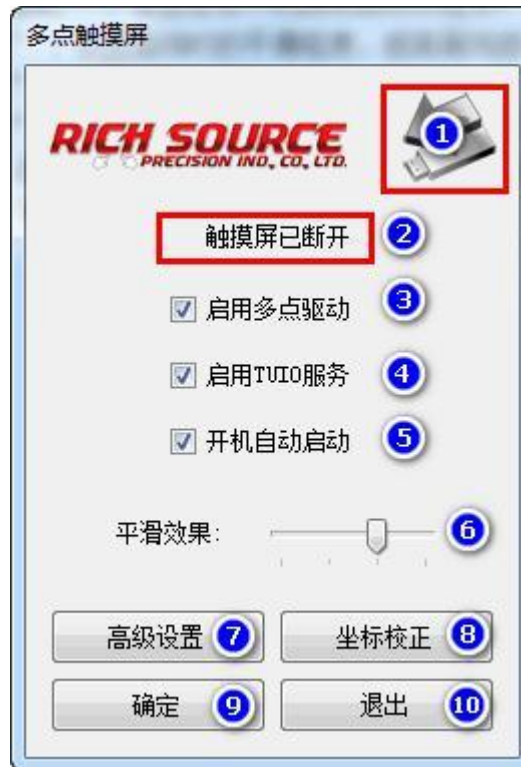 多点触摸屏
RICH SOURCE
PRECISION IND. CO., LTD.
1
触摸屏已断开 2
启用多点驱动 3
启用TUIO服务 4
开机自动启动 5
平滑效果: 6
高级设置 7 坐标校正 8
确定 9 退出 10